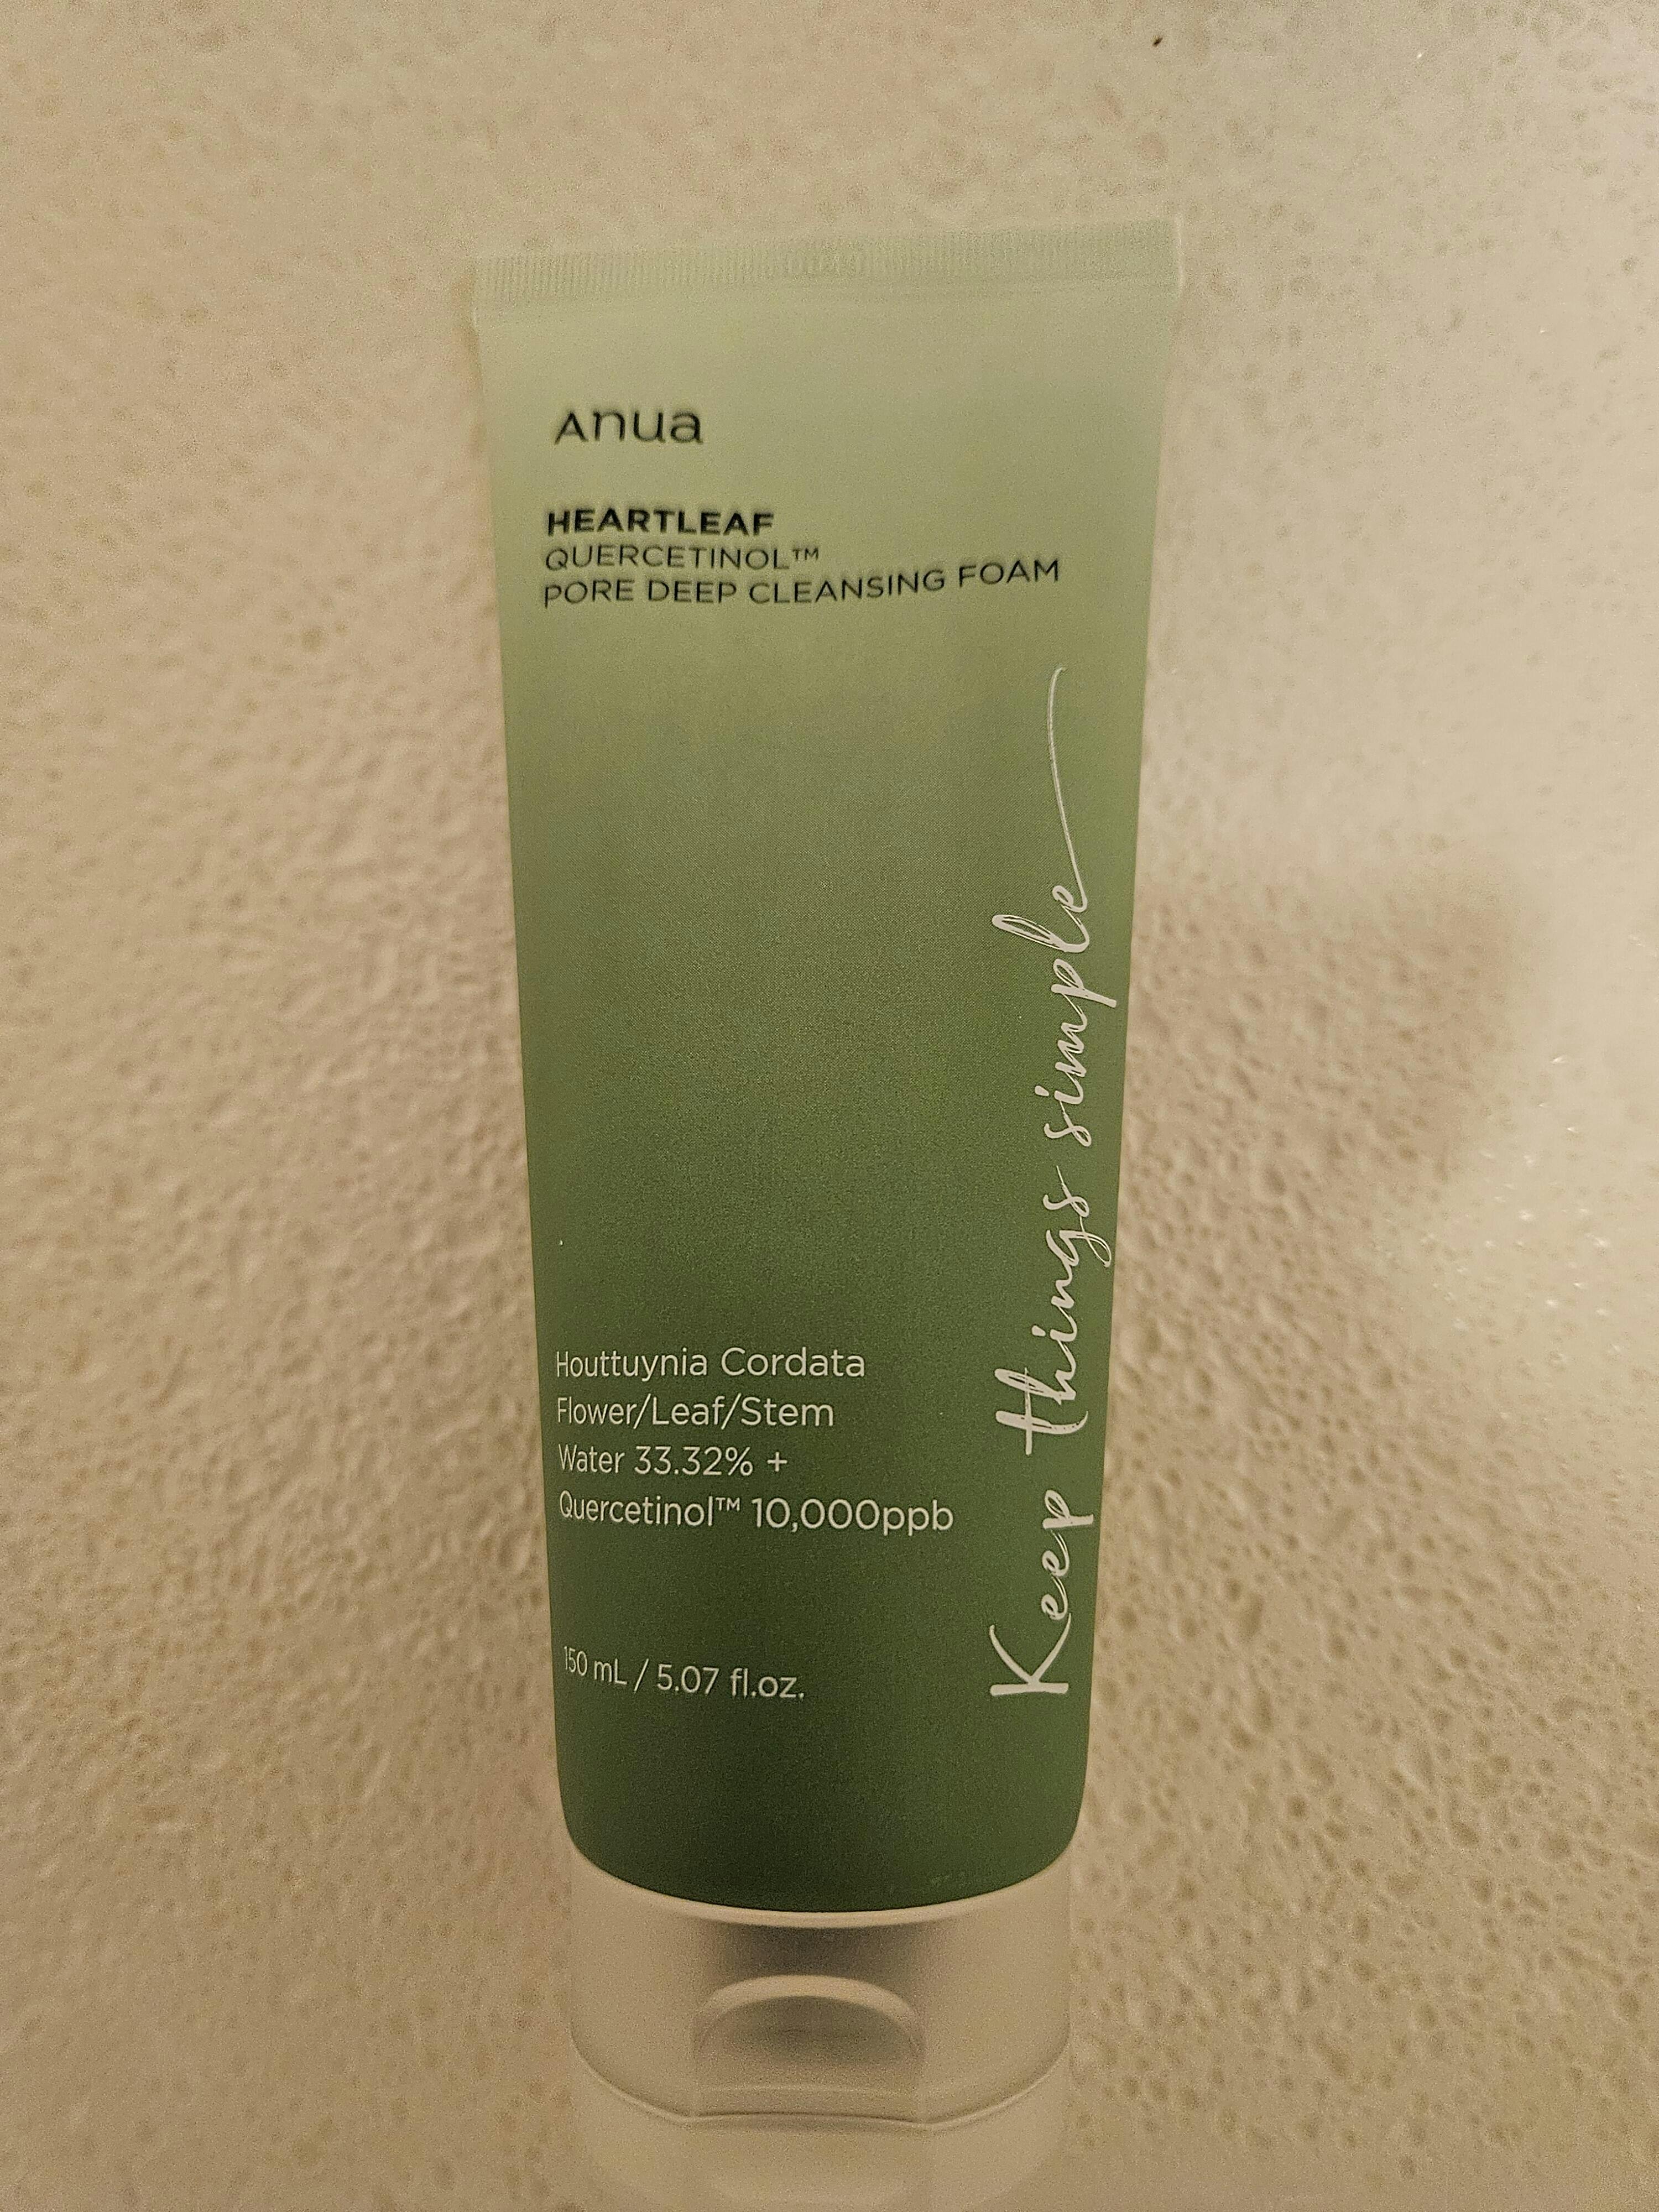 Anua
HEARTLEAF
QUERCETINOL™
PORE DEEP CLEANSING FOAM
Keep things simple
Houttuynia Cordata
Flower/Leaf/Stem
Water 33.32% +
Quercetinol™ 10,000ppb
150 mL / 5.07 fl.oz.